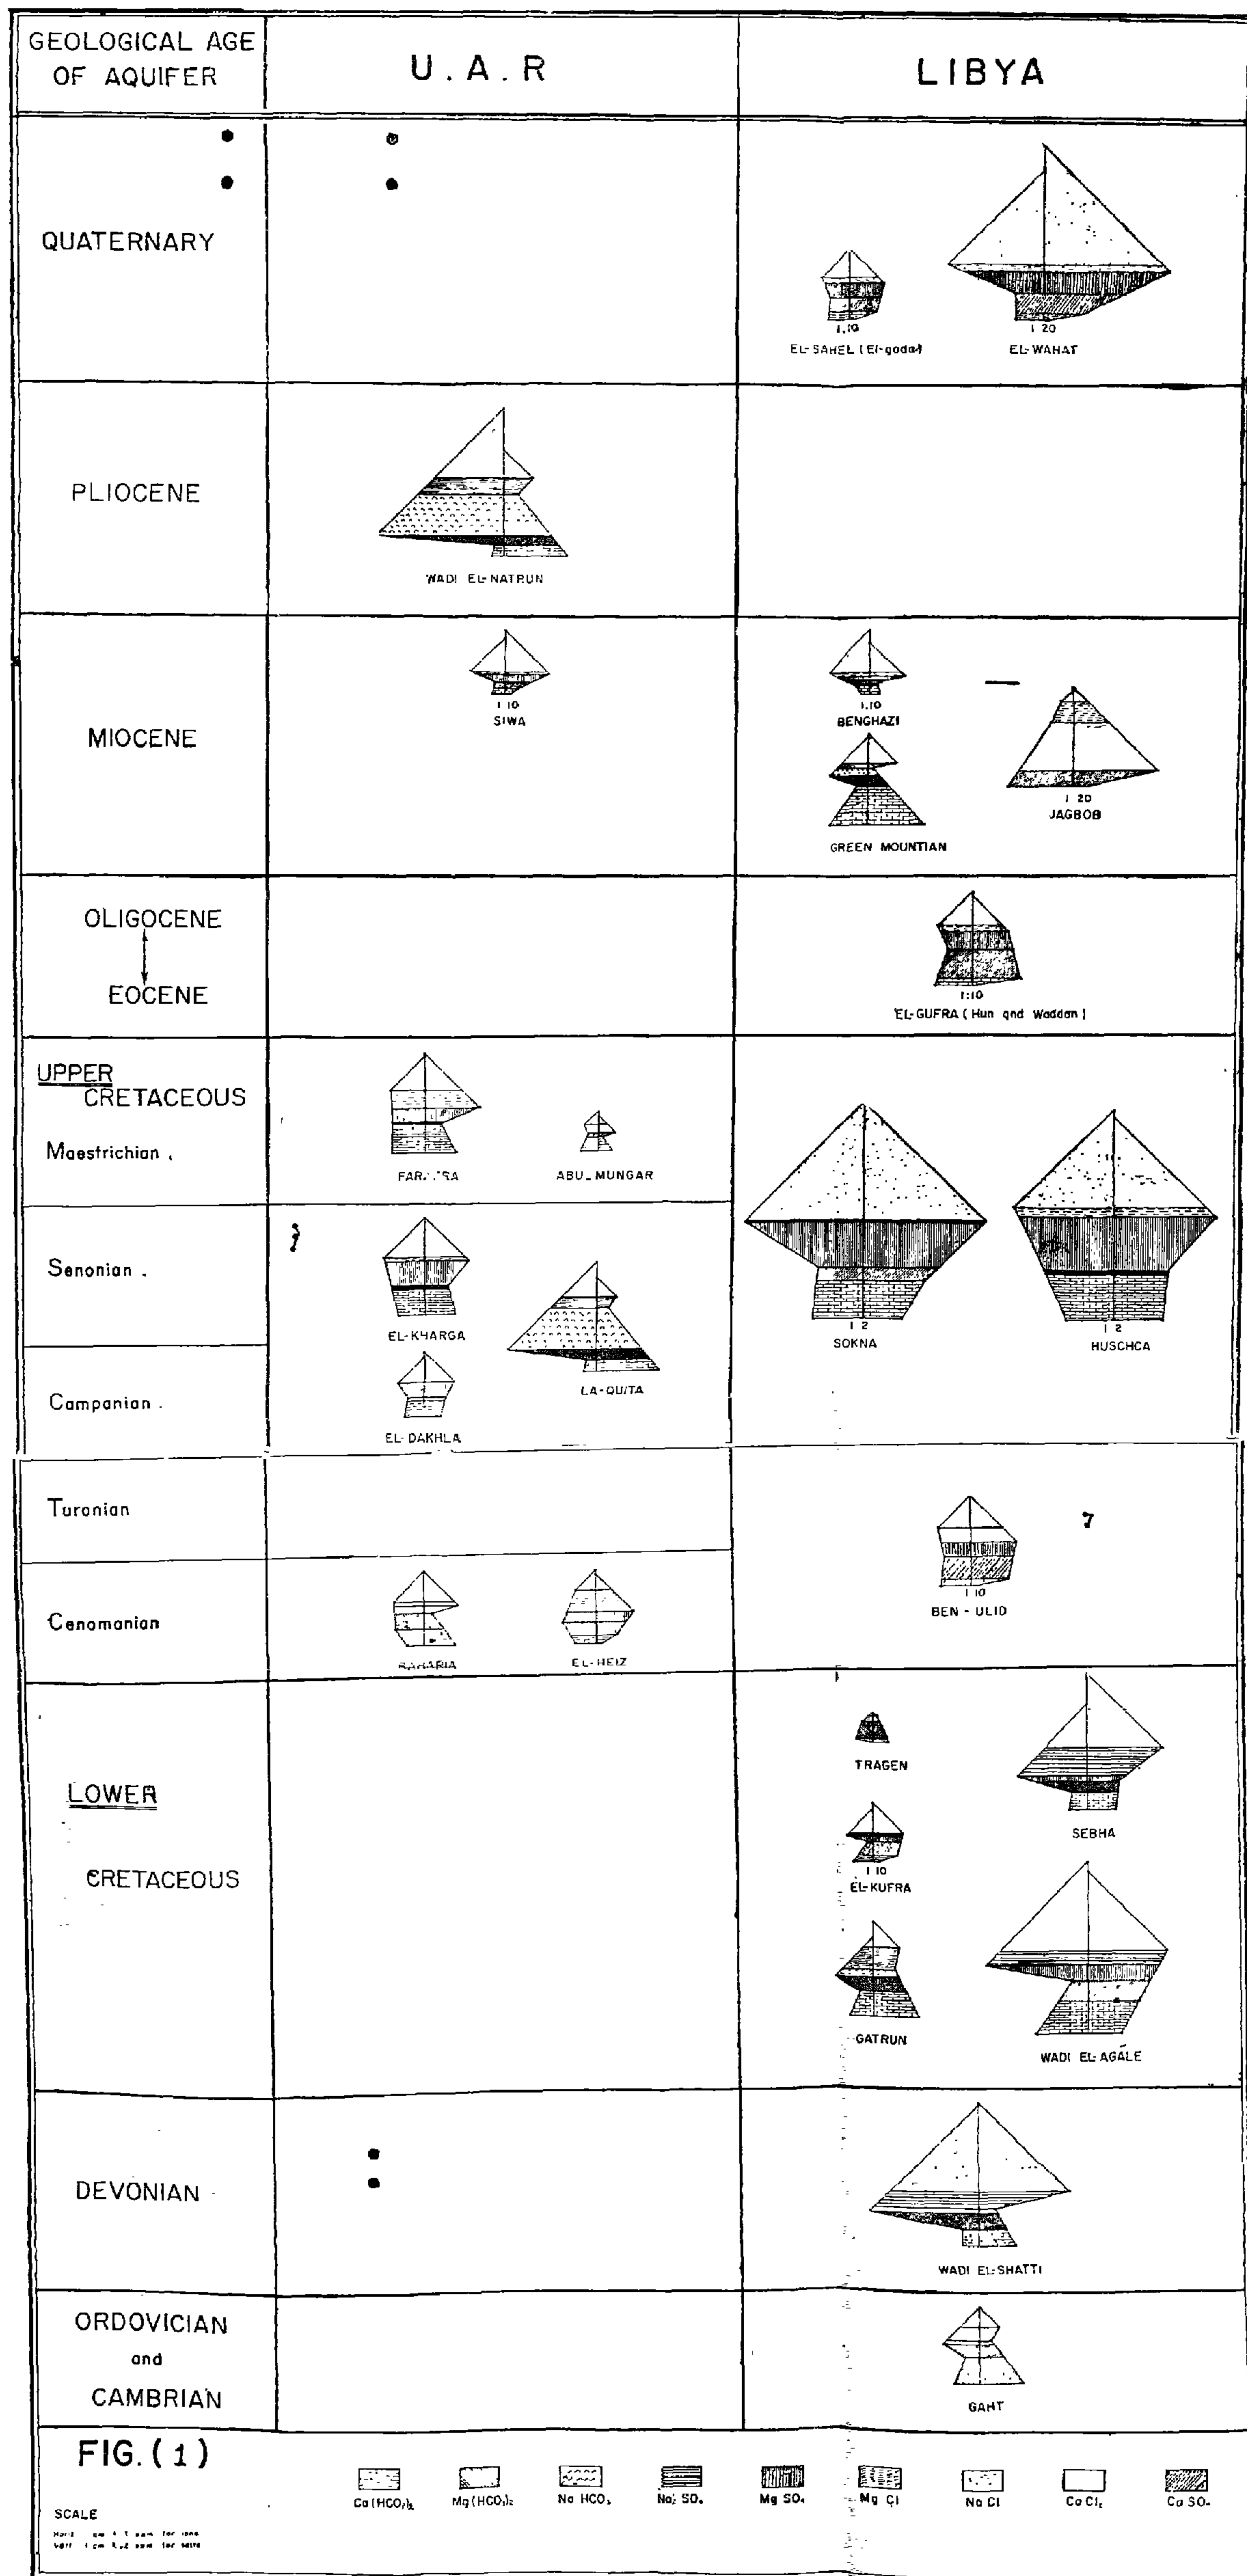 GEOLOGICAL AGE
OF AQUIFER
U.A.R
LIBYA
QUATERNARY
1.10
EL-SAHEL (El-goda)
1 20
EL-WAHAT
PLIOCENE
WADI EL-NATRUN
MIOCENE
1 10
SIWA
1.10
BENGHAZI
GREEN MOUNTIAN
1 20
JAGBOB
OLIGOCENE
EOCENE
1:10
EL-GUFRA (Hun and Waddan)
UPPER
CRETACEOUS
Maestrichian.
ABU-MUNGAR
Senonian.
EL-KHARGA
LA-QUITA
1 2
SOKNA
1 2
HUSCHCA
Campanian.
EL-DAKHLA
Turonian
7
1 10
BEN-ULID
Cenomanian
BAHARIA
EL-HEIZ
LOWER
CRETACEOUS
TRAGEN
SEBHA
1 10
EL-KUFRA
GATRUN
WADI EL-AGALE
DEVONIAN
WADI EL-SHATTI
ORDOVICIAN
and
CAMBRIAN
GAHT
FIG.(1)
Ca(HCO₃)₂
Mg(HCO₃)₂
Na HCO₃
Na₂ SO₄
Mg SO₄
Mg Cl
Na Cl
Ca Cl₂
Ca SO₄
SCALE